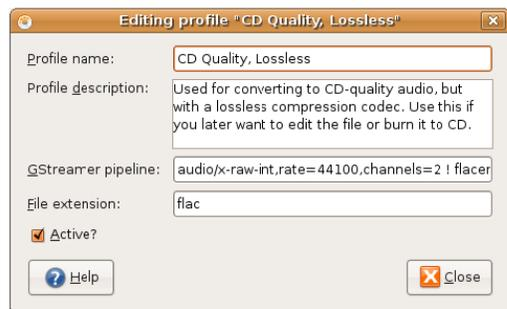 Editing profile "CD Quality, Lossless"
Profile name: CD Quality, Lossless
Profile description: Used for converting to CD-quality audio, but
with a lossless compression codec. Use this if
you later want to edit the file or burn it to CD.
GStreamer pipeline: audio/x-raw-int,rate=44100,channels=2 ! flacen
File extension: flac
Active?
Help Close